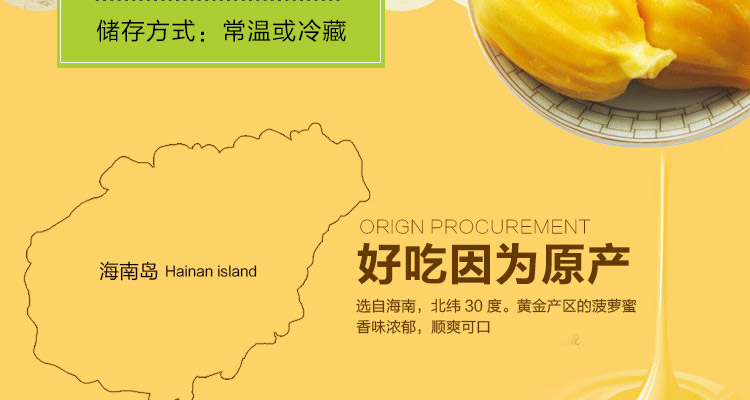 储存方式：常温或冷藏
ORIGN PROCUREMENT
好吃因为原产
海南岛 Hainan island
选自海南，北纬 30 度。黄金产区的菠萝蜜
香味浓郁，顺爽可口